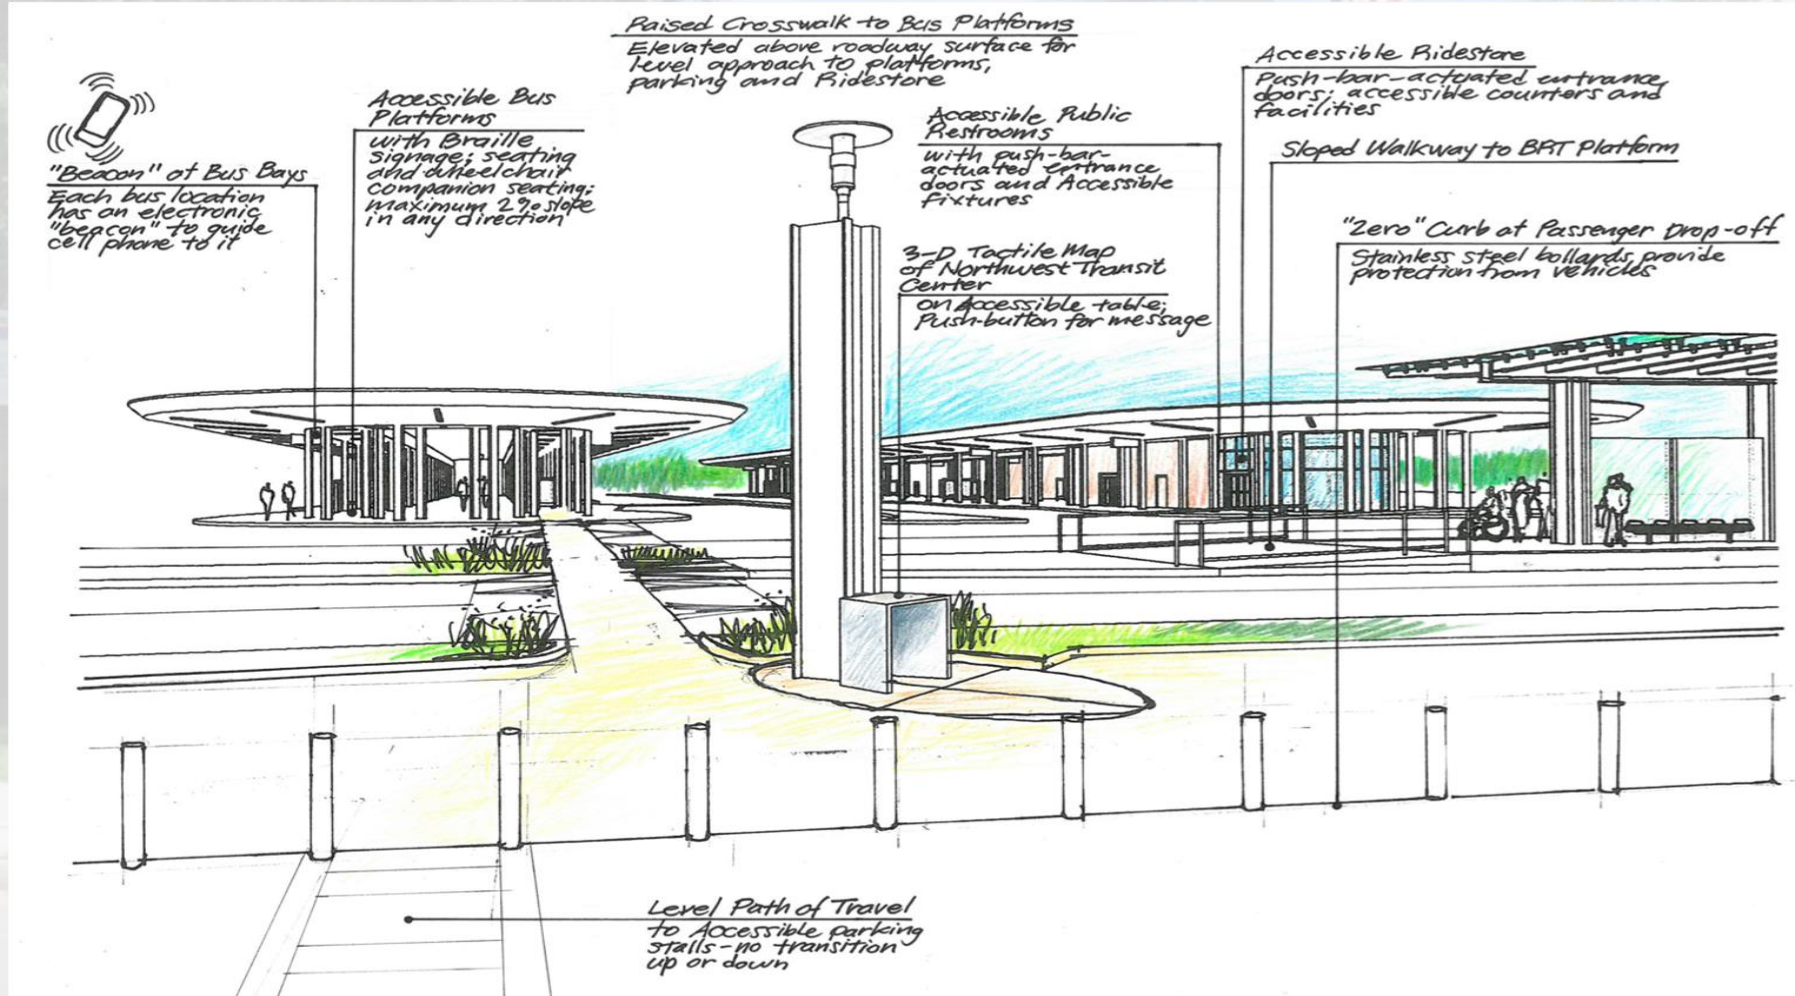 Raised Crosswalk to Bus Platforms
Elevated above roadway surface for
level approach to platforms,
parking and Ridestore
Accessible Ridestore
Push-bar-actuated entrance
doors; accessible counters and
facilities
Accessible Bus
Platforms
with Braille
signage; seating
and wheelchair
companion seating;
maximum 2% slope
in any direction
Accessible Public
Restrooms
with push-bar-
actuated entrance
doors and Accessible
fixtures
Sloped Walkway to BRT Platform
"Beacon" at Bus Bays
Each bus location
has an electronic
"beacon" to guide
cell phone to it
"Zero" Curb at Passenger Drop-off
Stainless steel bollards provide
protection from vehicles
3-D Tactile Map
of Northwest Transit
Center
on Accessible table;
Push-button for message
Level Path of Travel
to Accessible parking
stalls-no transition
up or down